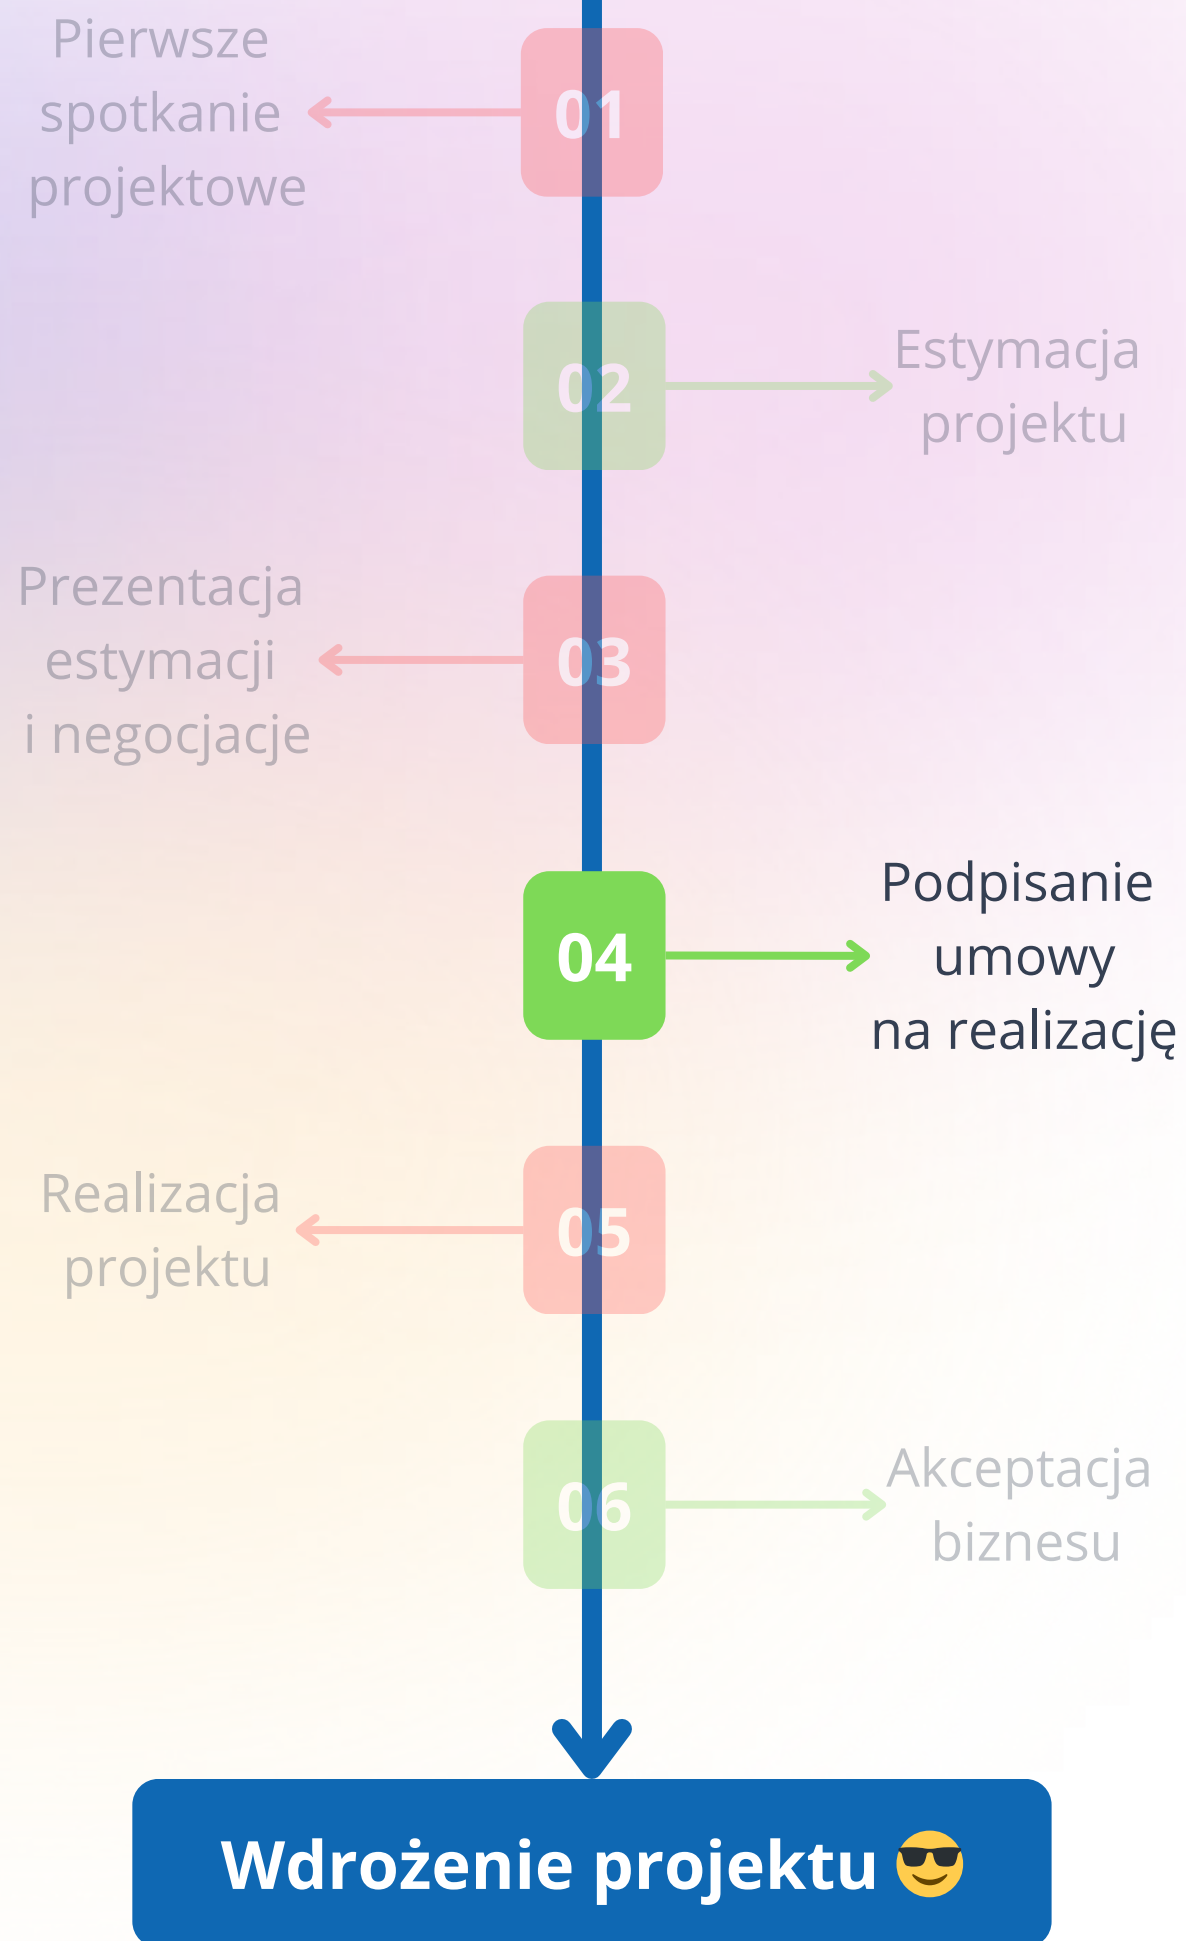 Pierwsze
spotkanie
projektowe
01
02
Estymacja
projektu
Prezentacja
estymacji
i negocjacje
03
04
Podpisanie
umowy
na realizację
Realizacja
projektu
05
06
Akceptacja
biznesu
Wdrożenie projektu 😎